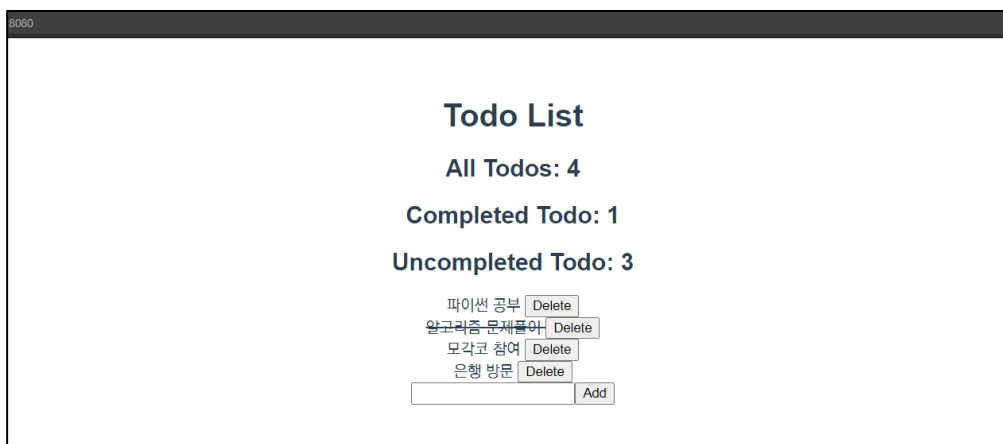 8080
Todo List
All Todos: 4
Completed Todo: 1
Uncompleted Todo: 3
파이썬 공부 Delete
알고리즘 문제풀이 Delete
모각코 참여 Delete
은행 방문 Delete
Add